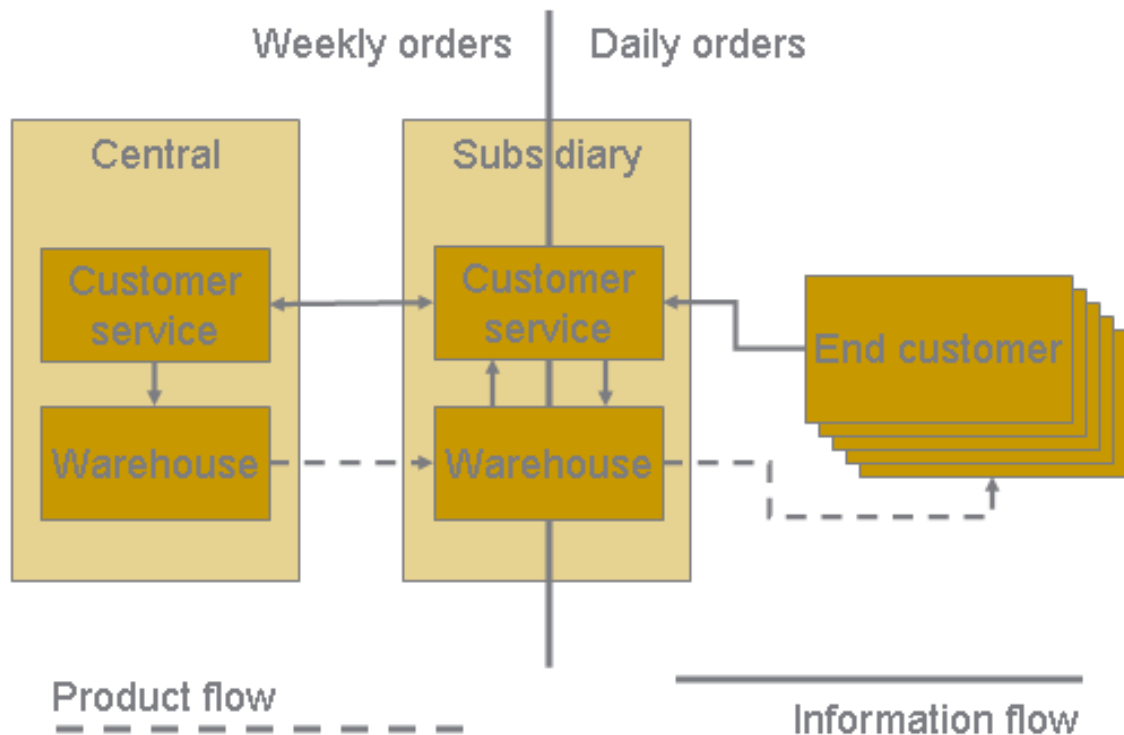 Weekly orders
Daily orders
Central
Subsidiary
Customer
service
Customer
service
End customer
Warehouse
Warehouse
Product flow
Information flow